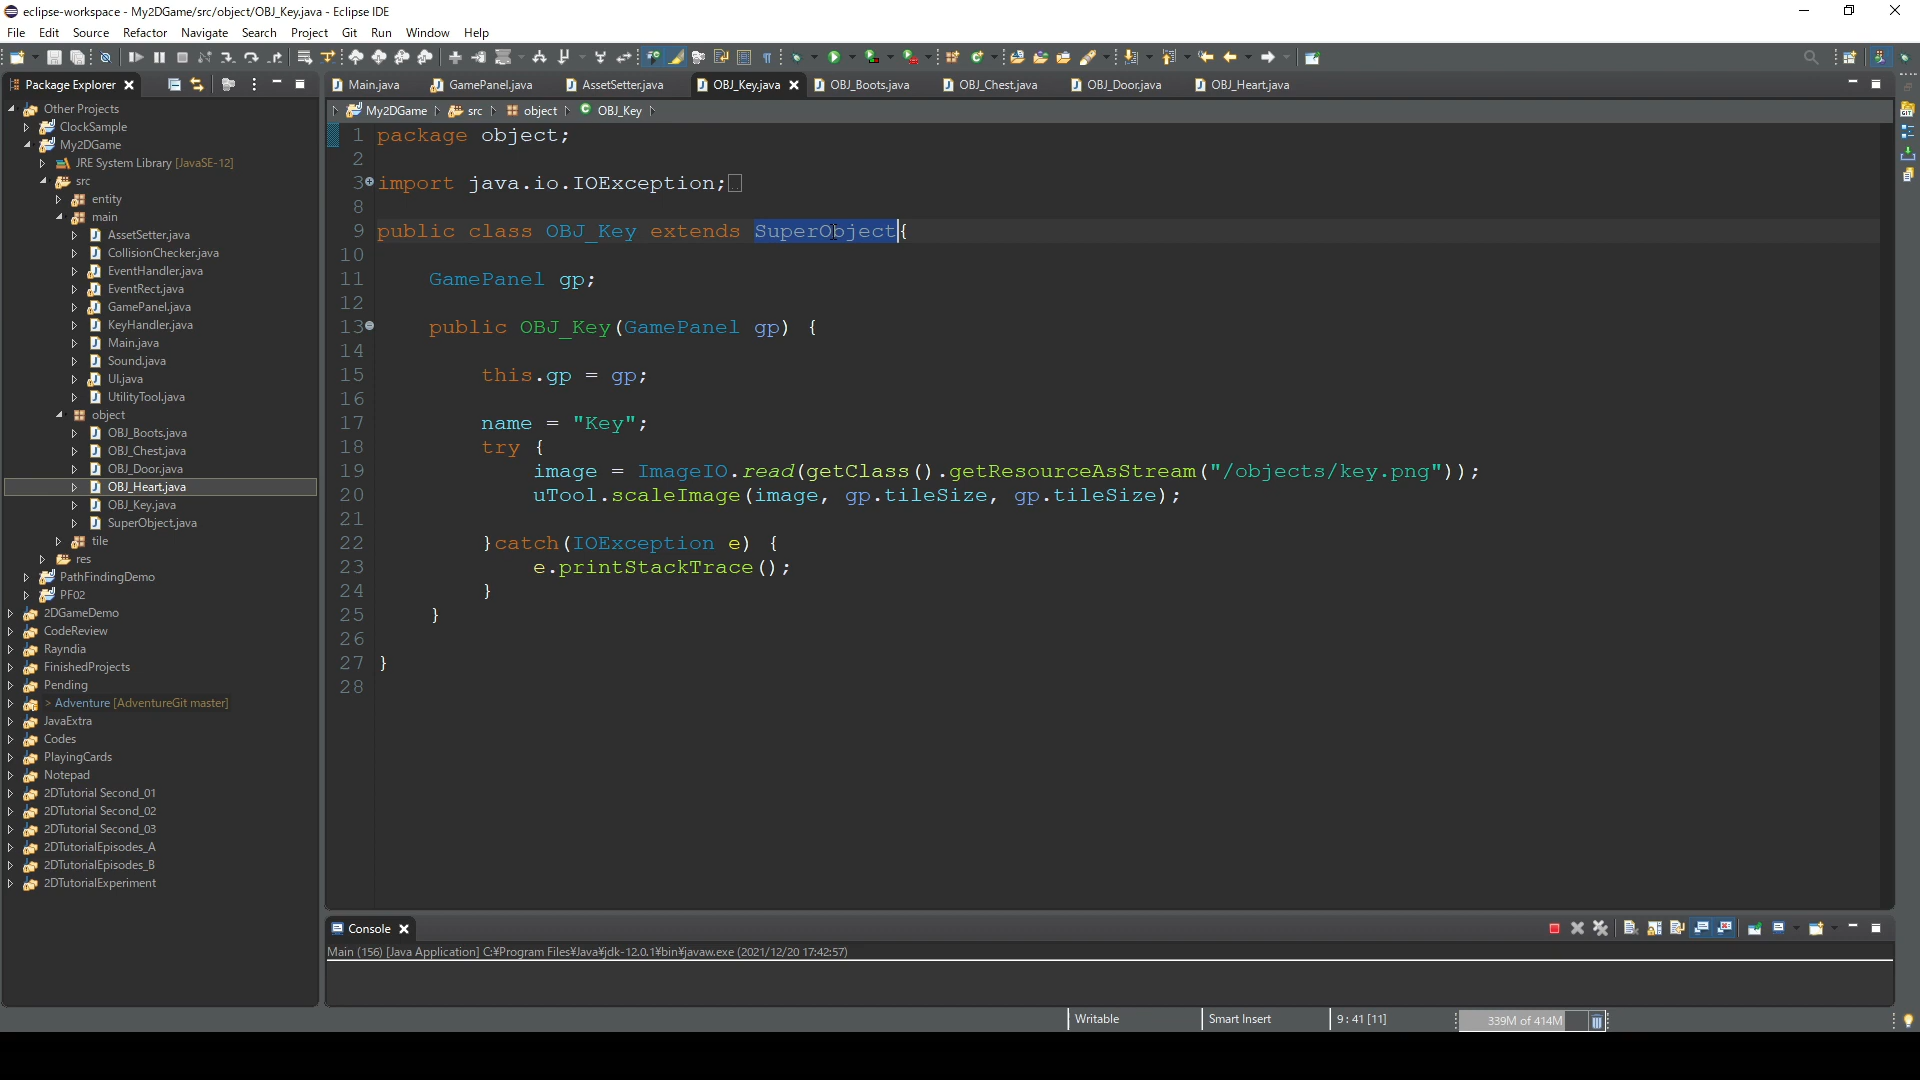 eclipse-workspace - My2DGame/src/object/OBJ_Key.java - Eclipse IDE
File Edit Source Refactor Navigate Search Project Git Run Window Help
Package Explorer
Main.java GamePanel.java AssetSetter.java OBJ_Key.java OBJ_Boots.java OBJ_Chest.java OBJ_Door.java OBJ_Heart.java
My2DGame src object OBJ_Key
Other Projects
ClockSample
My2DGame
JRE System Library [JavaSE-12]
src
entity
main
AssetSetter.java
CollisionChecker.java
EventHandler.java
EventRect.java
GamePanel.java
KeyHandler.java
Main.java
Sound.java
UI.java
UtilityTool.java
object
OBJ_Boots.java
OBJ_Chest.java
OBJ_Door.java
OBJ_Heart.java
OBJ_Key.java
SuperObject.java
tile
res
PathFindingDemo
PF02
2DGameDemo
CodeReview
Rayndia
FinishedProjects
Pending
> Adventure [AdventureGit master]
JavaExtra
Codes
PlayingCards
Notepad
2DTutorial Second_01
2DTutorial Second_02
2DTutorial Second_03
2DTutorialEpisodes_A
2DTutorialEpisodes_B
2DTutorialExperiment
1 package object;
2
3 import java.io.IOException;
8
9 public class OBJ_Key extends SuperObject{
10
11 GamePanel gp;
12
13 public OBJ_Key(GamePanel gp) {
14
15 this.gp = gp;
16
17 name = "Key";
18 try {
19 image = ImageIO.read(getClass().getResourceAsStream("/objects/key.png"));
20 uTool.scaleImage(image, gp.tileSize, gp.tileSize);
21
22 }catch(IOException e) {
23 e.printStackTrace();
24 }
25 }
26
27 }
28
Console
Main (156) [Java Application] C:¥Program Files¥Java¥jdk-12.0.1¥bin¥javaw.exe (2021/12/20 17:42:57)
Writable Smart Insert 9 : 41 [11] 339M of 414M